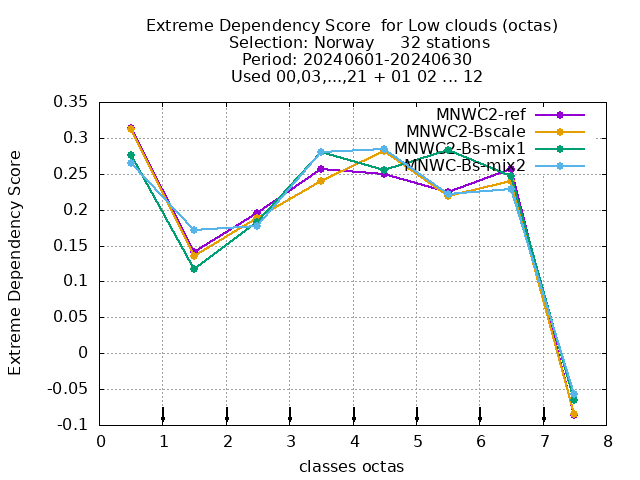 Extreme Dependency Score  for Low clouds (octas)
Selection: Norway     32 stations
Period: 20240601-20240630
Used 00,03,...,21 + 01 02 ... 12
Extreme Dependency Score
0.35
0.3
0.25
0.2
0.15
0.1
0.05
0
-0.05
-0.1
MNWC2-ref
MNWC2-Bscale
MNWC2-Bs-mix1
MNWC-Bs-mix2
0 1 2 3 4 5 6 7 8
classes octas